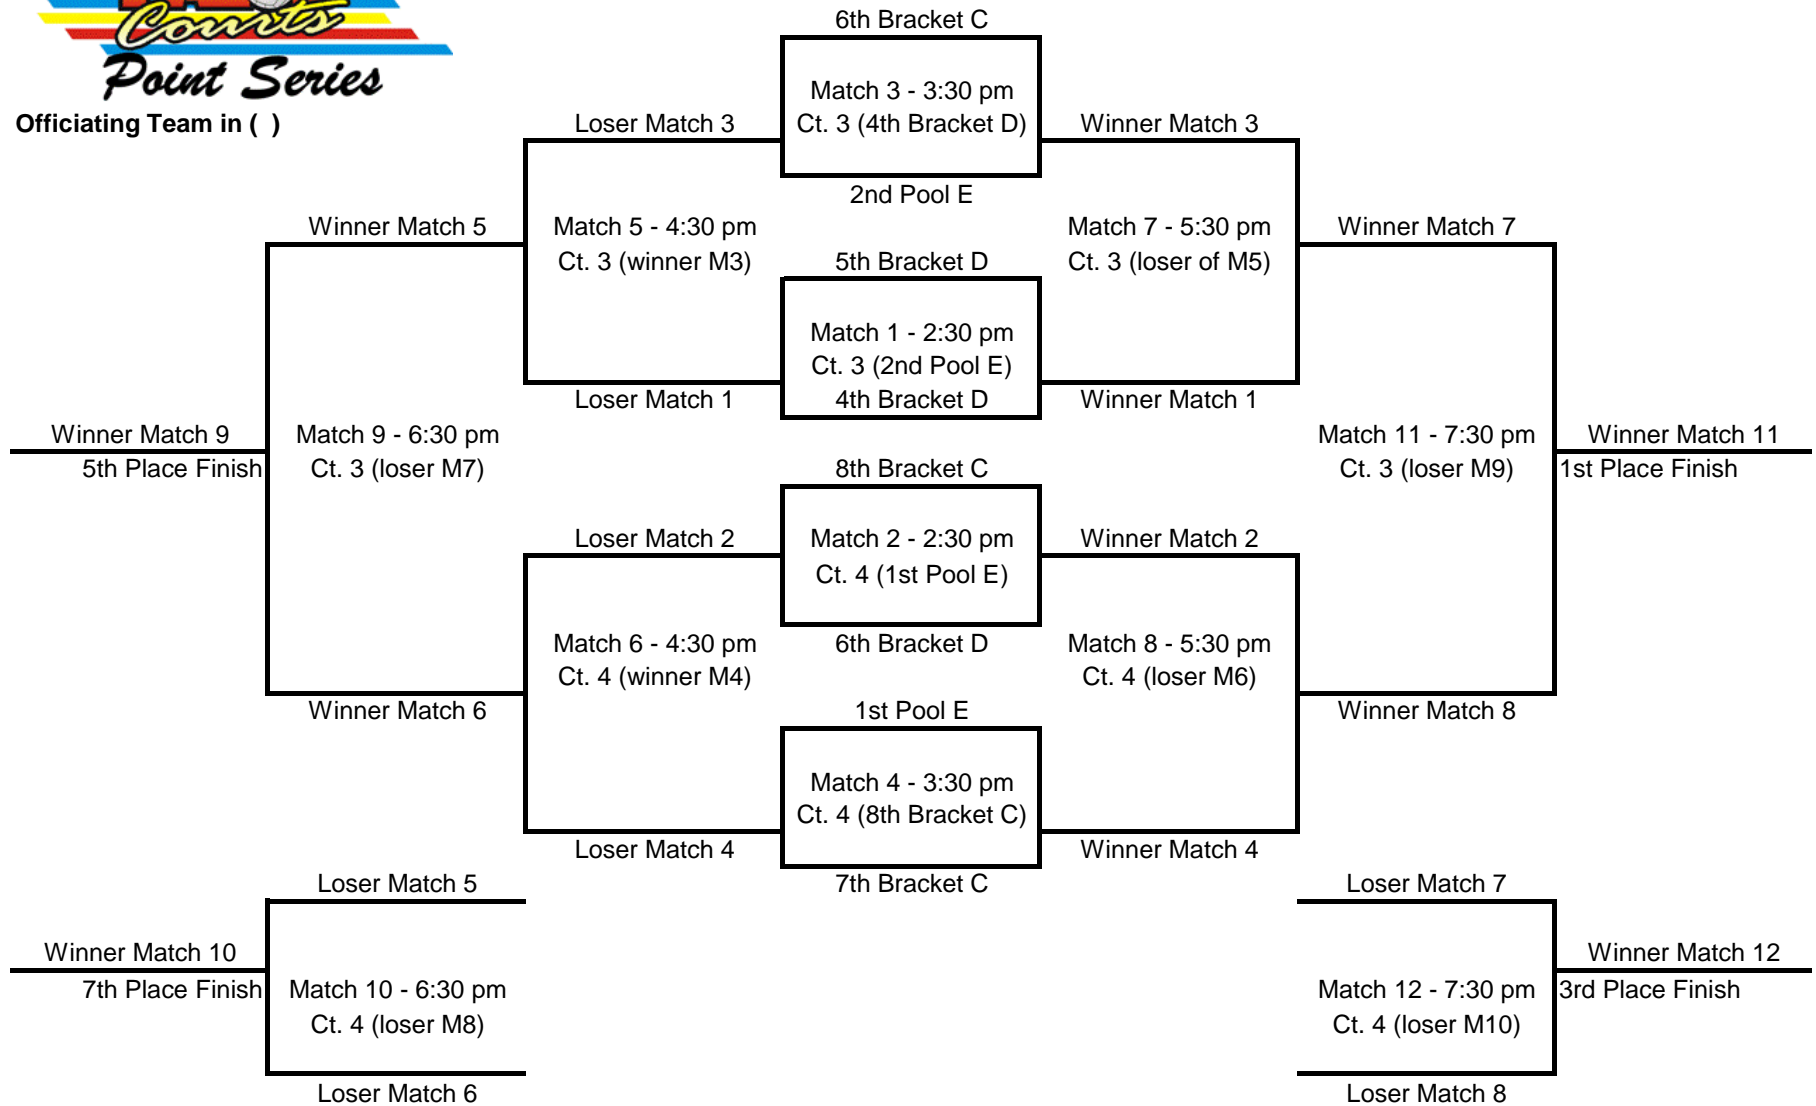 Courts
Point Series
Officiating Team in ( )
6th Bracket C
Match 3 - 3:30 pm
Ct. 3 (4th Bracket D)
Loser Match 3
Winner Match 3
2nd Pool E
Winner Match 5
Match 5 - 4:30 pm
Ct. 3 (winner M3)
Match 7 - 5:30 pm
Ct. 3 (loser of M5)
Winner Match 7
5th Bracket D
Match 1 - 2:30 pm
Ct. 3 (2nd Pool E)
4th Bracket D
Loser Match 1
Winner Match 1
Winner Match 9
5th Place Finish
Match 9 - 6:30 pm
Ct. 3 (loser M7)
Match 11 - 7:30 pm
Ct. 3 (loser M9)
Winner Match 11
1st Place Finish
8th Bracket C
Loser Match 2
Match 2 - 2:30 pm
Ct. 4 (1st Pool E)
Winner Match 2
6th Bracket D
Match 6 - 4:30 pm
Ct. 4 (winner M4)
Match 8 - 5:30 pm
Ct. 4 (loser M6)
Winner Match 6
1st Pool E
Winner Match 8
Match 4 - 3:30 pm
Ct. 4 (8th Bracket C)
Loser Match 4
Winner Match 4
7th Bracket C
Loser Match 5
Loser Match 7
Winner Match 10
7th Place Finish
Match 10 - 6:30 pm
Ct. 4 (loser M8)
Match 12 - 7:30 pm
Ct. 4 (loser M10)
Winner Match 12
3rd Place Finish
Loser Match 6
Loser Match 8